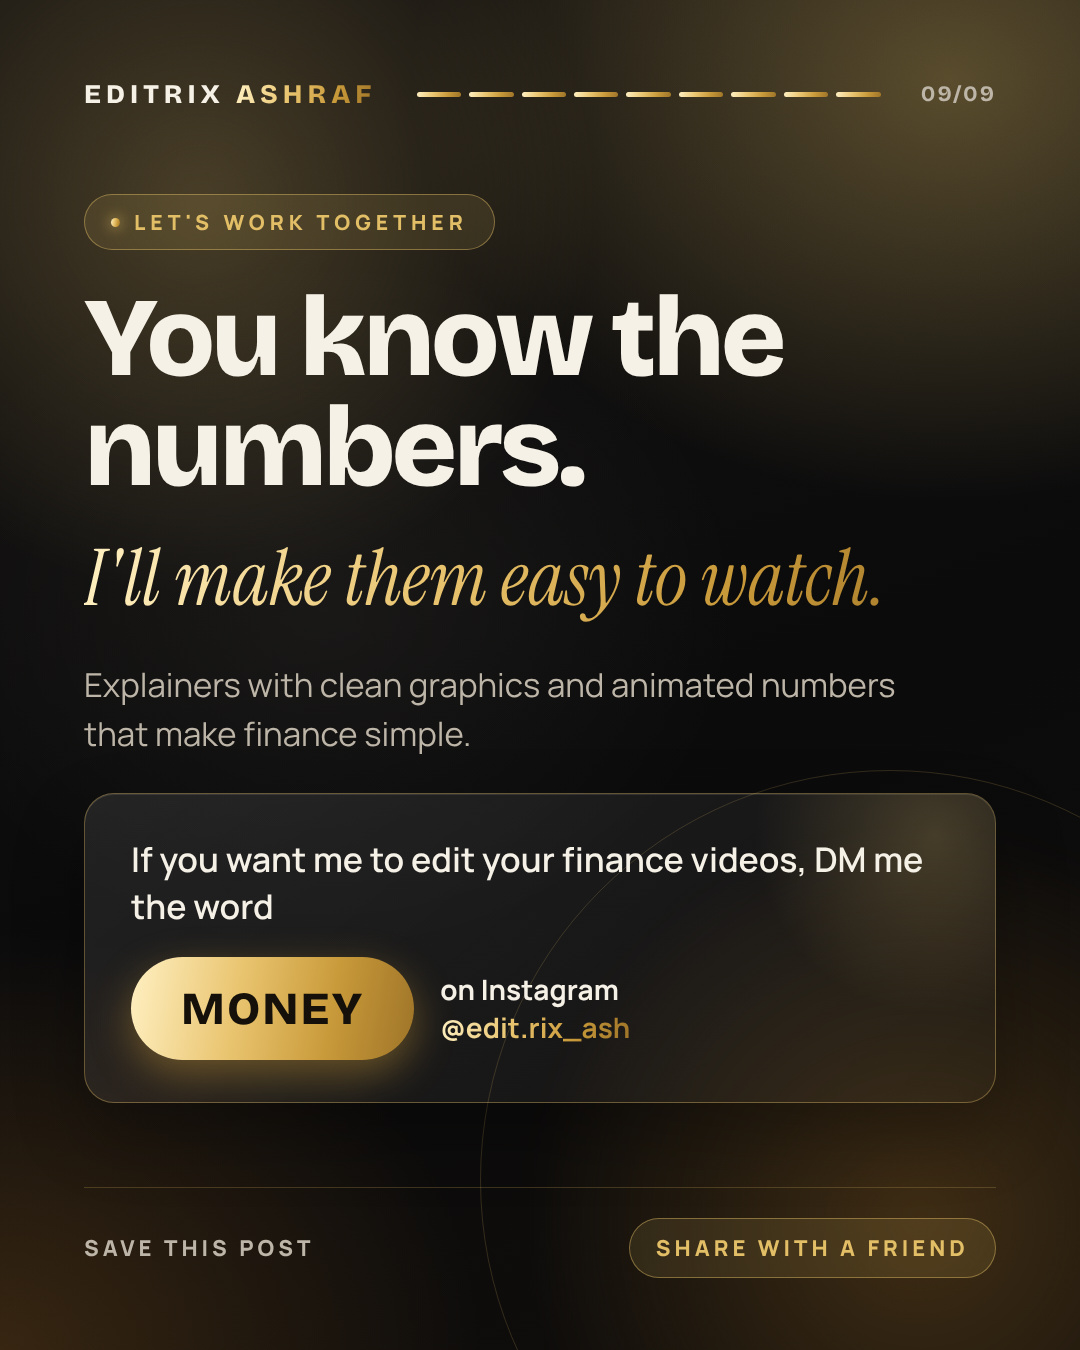 EDITRIX ASHRAF
09/09
LET'S WORK TOGETHER
You know the
numbers.
I'll make them easy to watch.
Explainers with clean graphics and animated numbers
that make finance simple.
If you want me to edit your finance videos, DM me
the word
MONEY
on Instagram
@edit.rix_ash
SAVE THIS POST
SHARE WITH A FRIEND